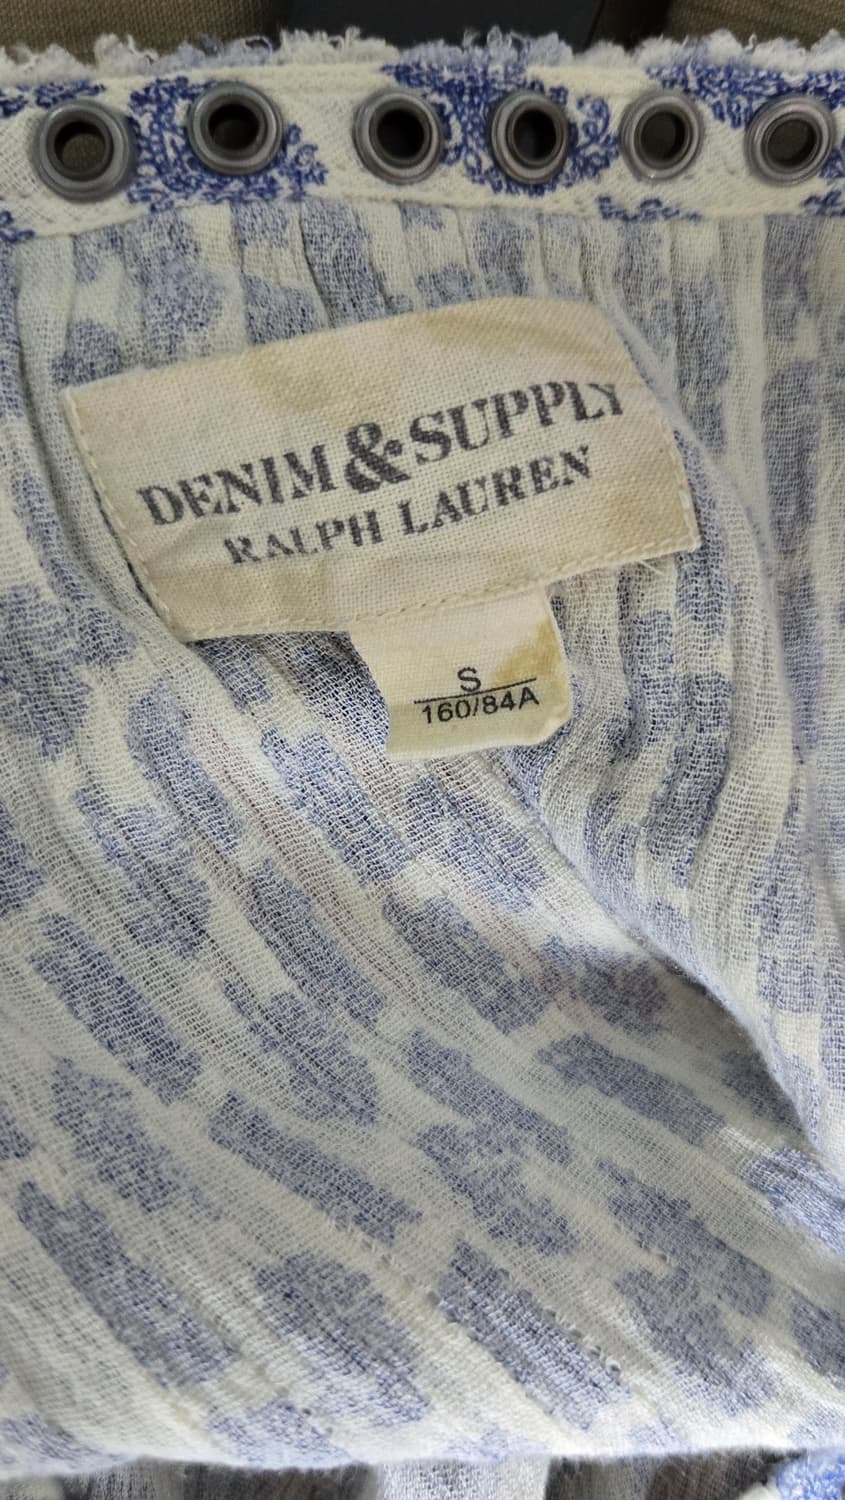 DENIM & SUPPLY
RALPH LAUREN
S
160/84A